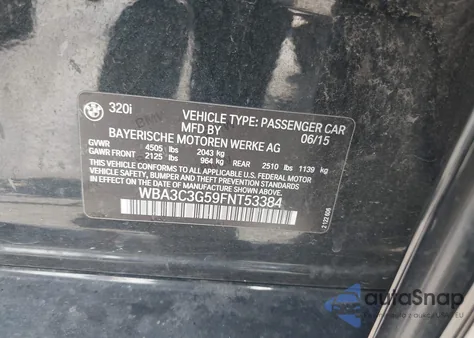 BMW 320i
VEHICLE TYPE: PASSENGER CAR
MFD BY: 06/15
BAYERISCHE MOTOREN WERKE AG
GVWR 4505 lbs 2043 kg
GAWR FRONT 2125 lbs 964 kg REAR 2510 lbs 1139 kg
THIS VEHICLE CONFORMS TO ALL APPLICABLE FEDERAL
MOTOR VEHICLE SAFETY, BUMPER, AND THEFT PREVENTION
STANDARDS IN EFFECT ON THE DATE OF MANUFACTURE
SHOWN ABOVE.
WBA3C3G59FNT53384
autoSnap